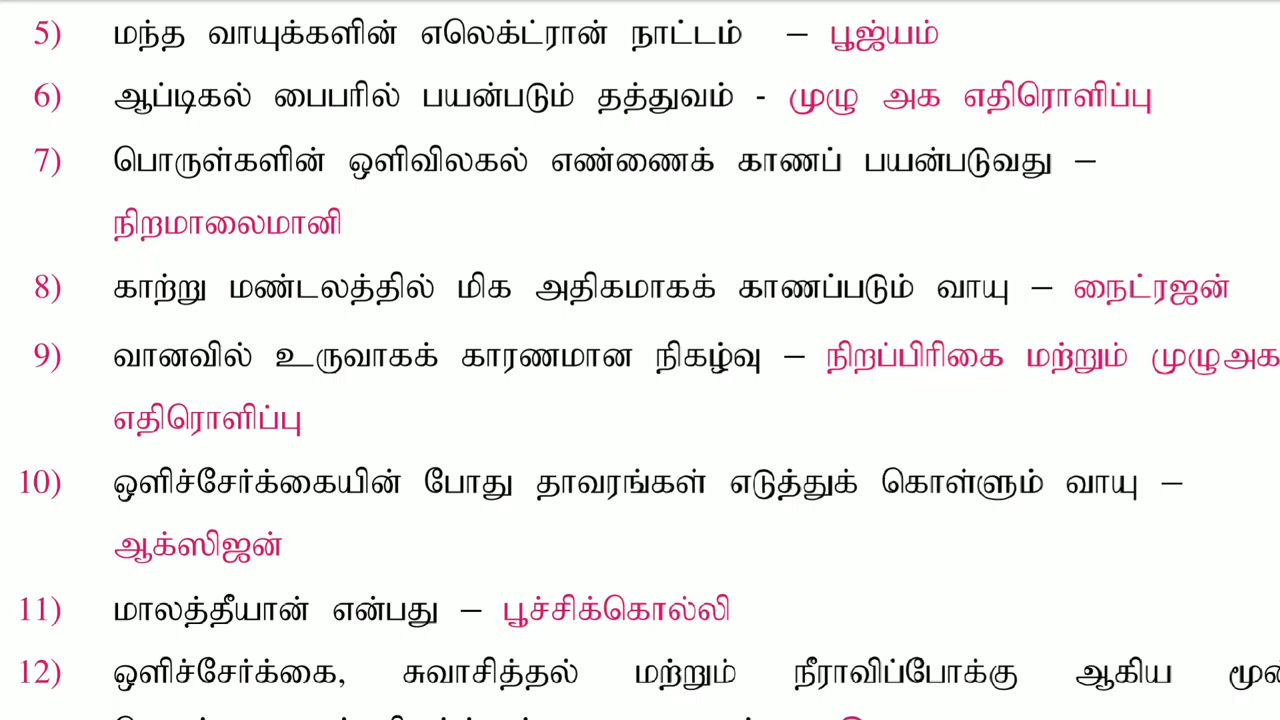 5) மந்த வாயுக்களின் எலெக்ட்ரான் நாட்டம் – பூஜ்யம்
6) ஆப்டிகல் பைபரில் பயன்படும் தத்துவம் - முழு அக எதிரொளிப்பு
7) பொருள்களின் ஒளிவிலகல் எண்ணைக் காணப் பயன்படுவது –
நிறமாலைமானி
8) காற்று மண்டலத்தில் மிக அதிகமாகக் காணப்படும் வாயு – நைட்ரஜன்
9) வானவில் உருவாகக் காரணமான நிகழ்வு – நிறப்பிரிகை மற்றும் முழுஅக
எதிரொளிப்பு
10) ஒளிச்சேர்க்கையின் போது தாவரங்கள் எடுத்துக் கொள்ளும் வாயு –
ஆக்ஸிஜன்
11) மாலத்தீயான் என்பது – பூச்சிக்கொல்லி
12) ஒளிச்சேர்க்கை, சுவாசித்தல் மற்றும் நீராவிப்போக்கு ஆகிய